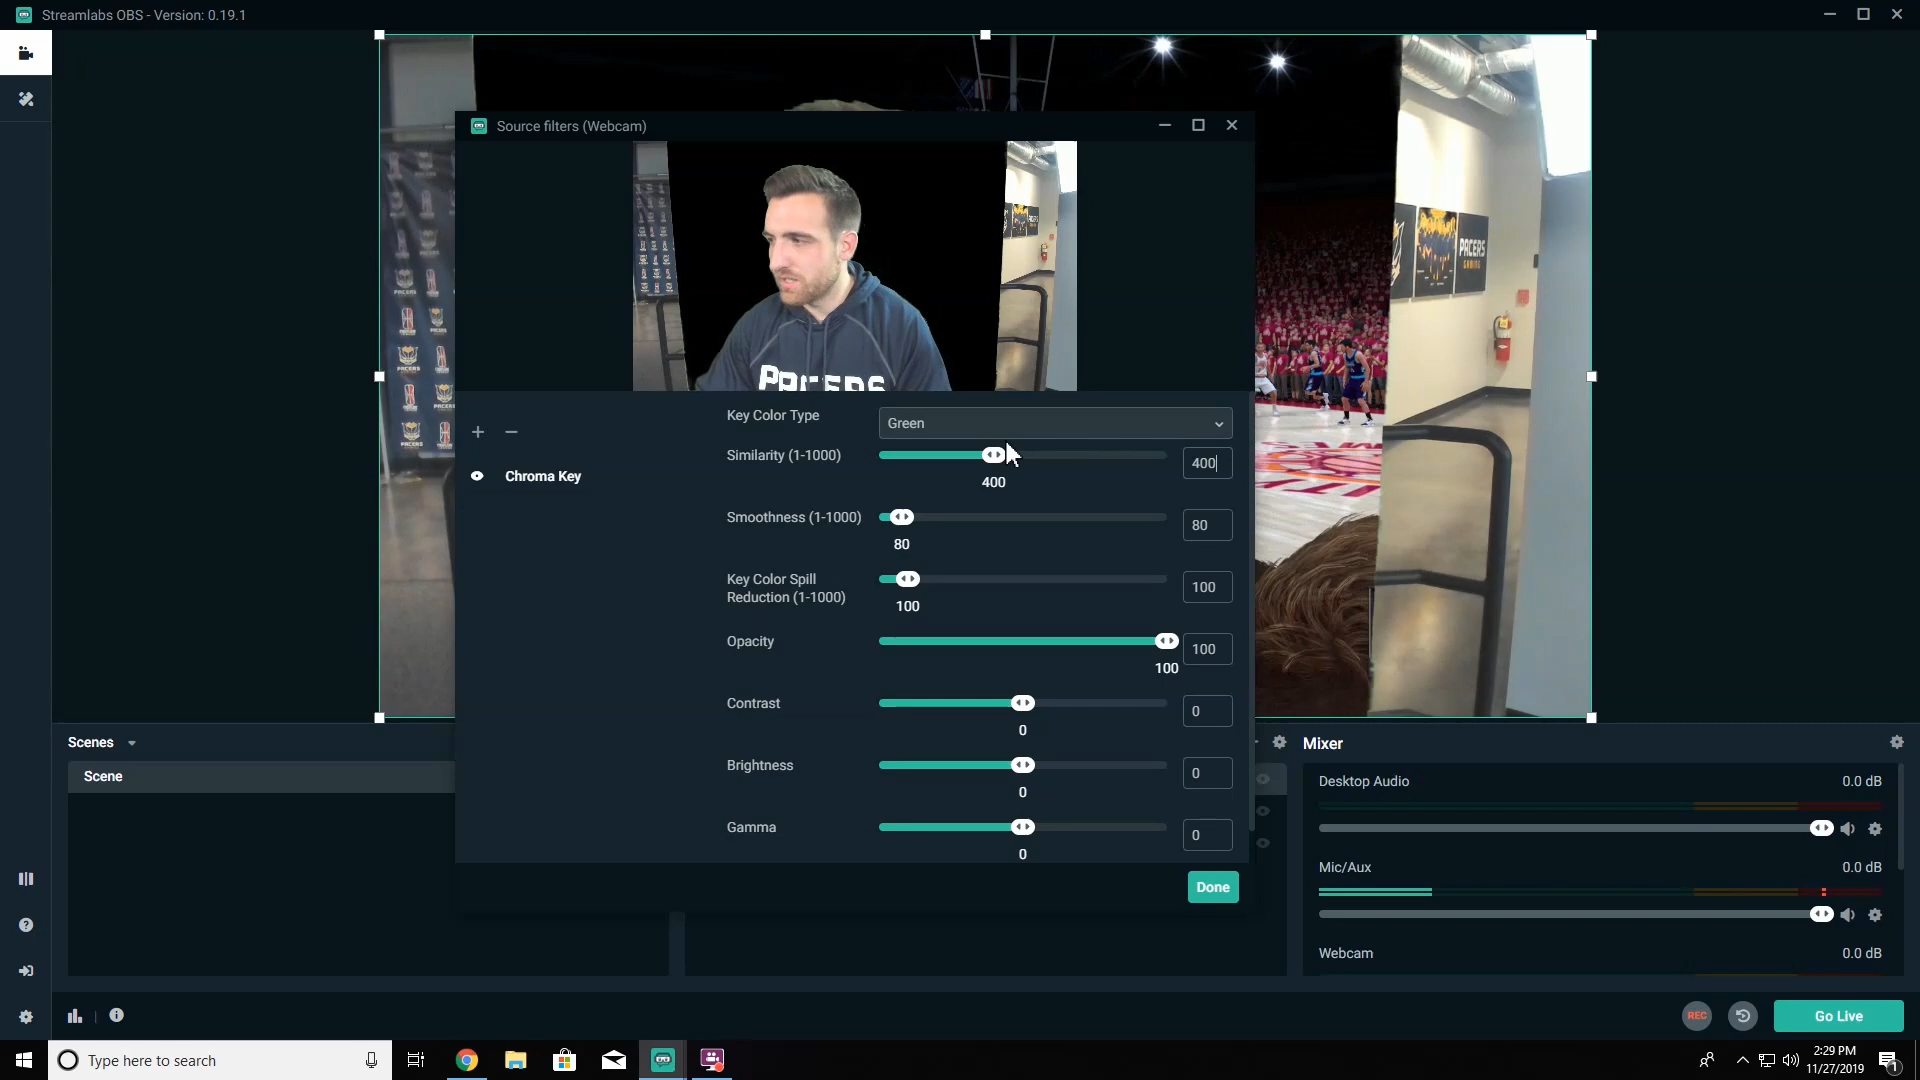 Streamlabs OBS - Version: 0.19.1
Source filters (Webcam)
PACERS
GAMING
PACERS
Key Color Type
Green
Similarity (1-1000)
400
400
Chroma Key
Smoothness (1-1000)
80
80
Key Color Spill
Reduction (1-1000)
100
100
Opacity
100
100
Contrast
0
0
Brightness
0
0
Gamma
0
0
Done
Scenes
Scene
Mixer
Desktop Audio
0.0 dB
Mic/Aux
0.0 dB
Webcam
0.0 dB
REC
Go Live
Type here to search
2:29 PM
11/27/2019
1